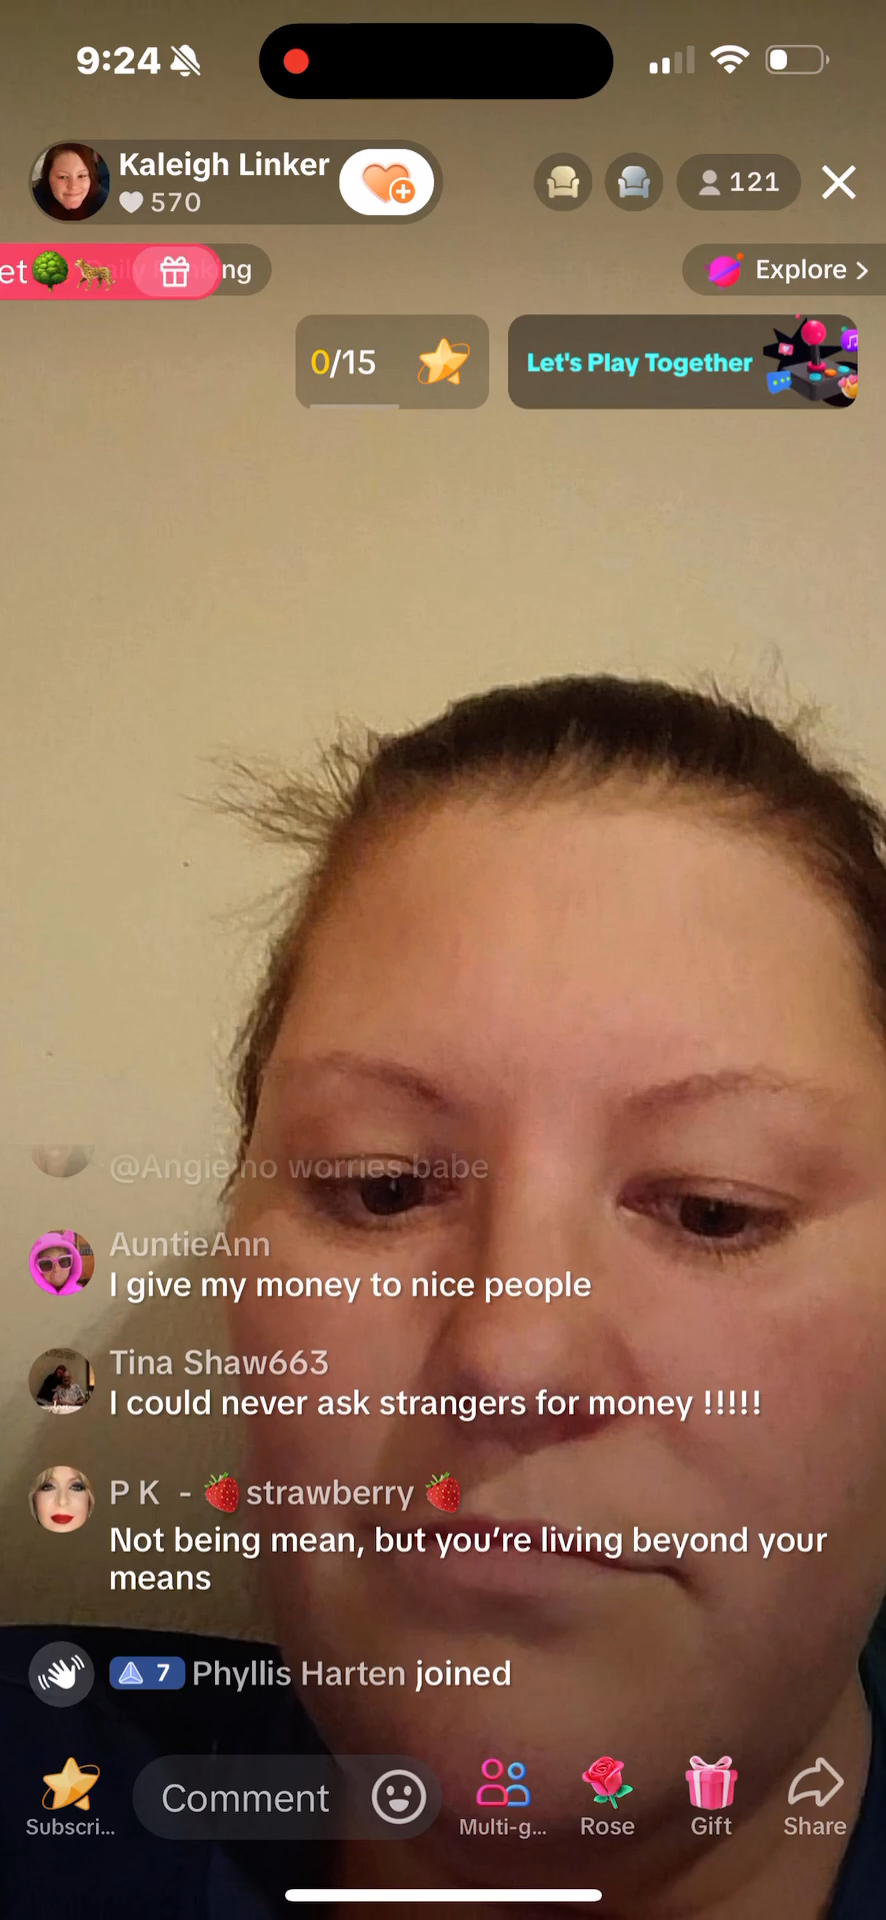 9:24
Kaleigh Linker
570
121
et
ng
Explore >
0/15
Let's Play Together
@Angie no worries babe
AuntieAnn
I give my money to nice people
Tina Shaw663
I could never ask strangers for money !!!!!
P K - 🍓 strawberry 🍓
Not being mean, but you're living beyond your
means
7 Phyllis Harten joined
Comment
Subscri...
Multi-g...
Rose
Gift
Share